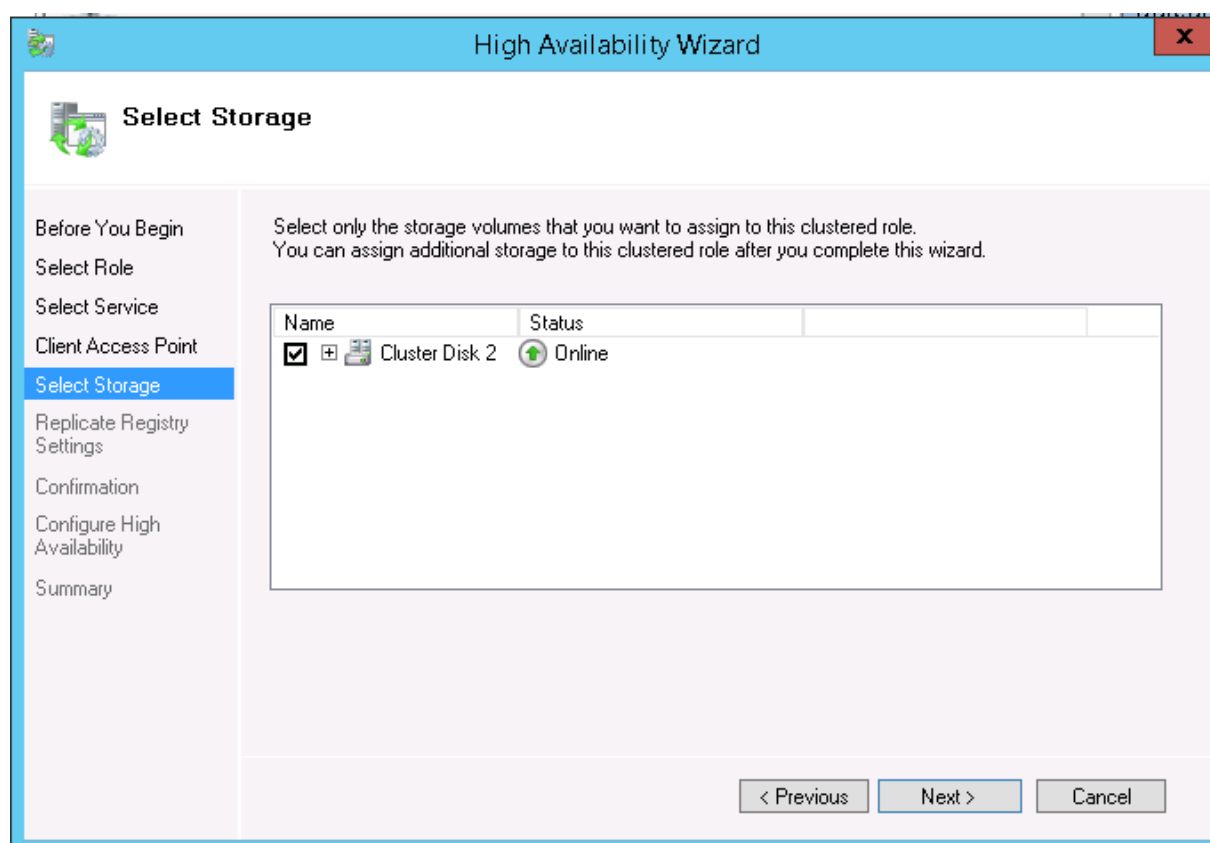 High Availability Wizard
x
Select Storage
Before You Begin
Select Role
Select Service
Client Access Point
Select Storage
Replicate Registry
Settings
Confirmation
Configure High
Availability
Summary
Select only the storage volumes that you want to assign to this clustered role.
You can assign additional storage to this clustered role after you complete this wizard.
Name Status
Cluster Disk 2 Online
< Previous Next > Cancel